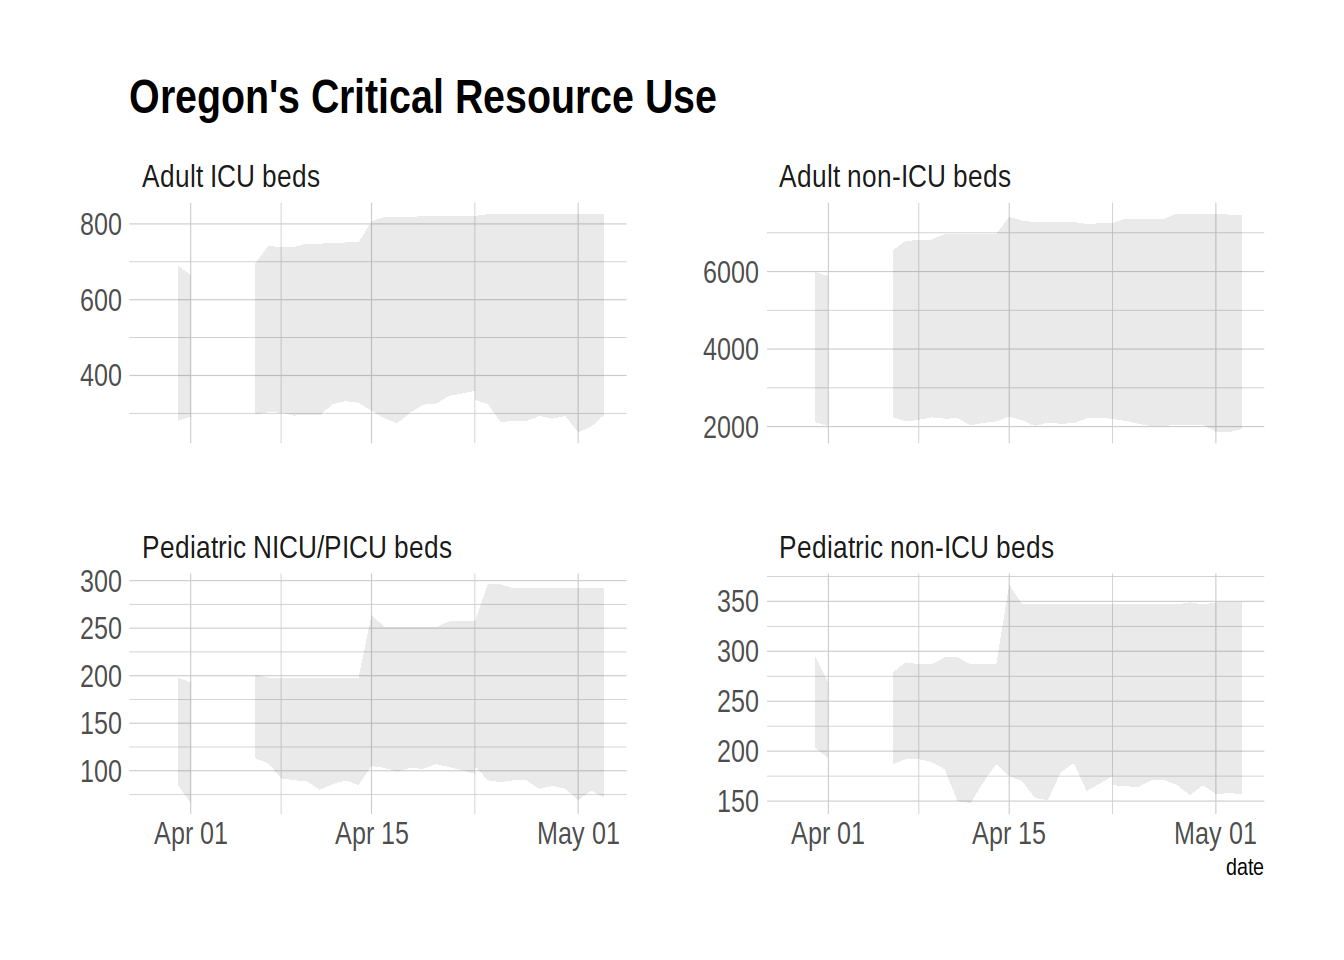 Oregon's Critical Resource Use
Adult ICU beds
Adult non-ICU beds
800
600
400
6000
4000
2000
Pediatric NICU/PICU beds
Pediatric non-ICU beds
300
250
200
150
100
350
300
250
200
150
Apr 01 Apr 15 May 01
Apr 01 Apr 15 May 01
date